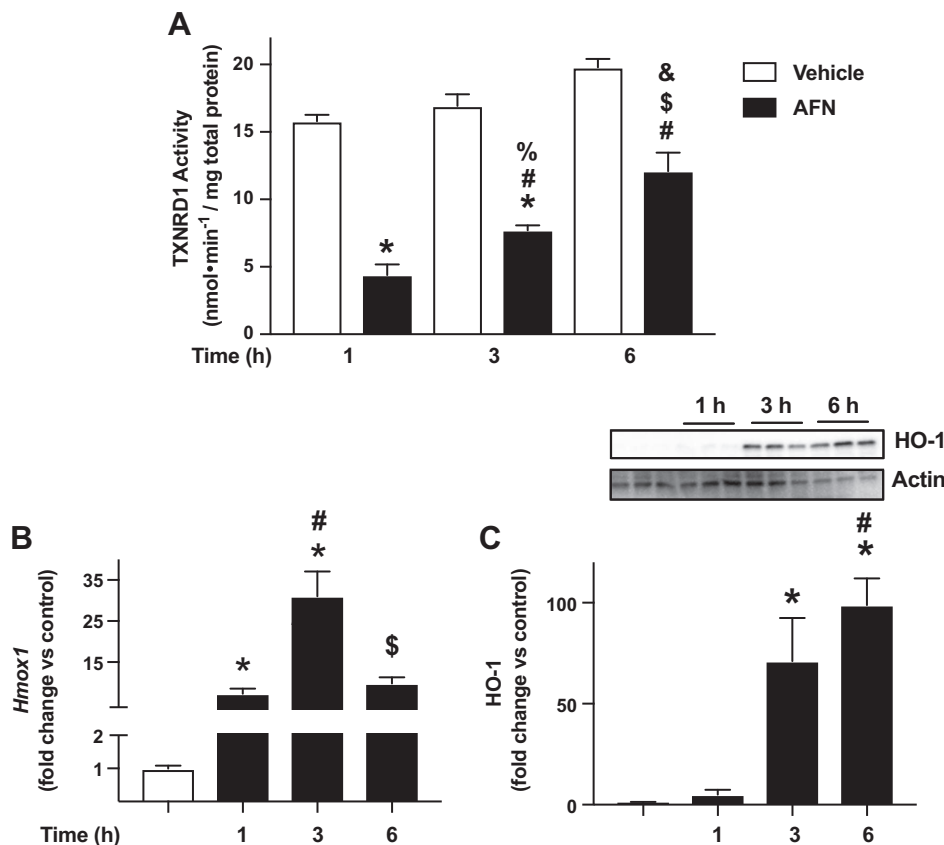 A
TXNRD1 Activity
(nmol•min⁻¹ / mg total protein)
20
15
10
5
0
*
%
#
*
&
$
#
Vehicle
AFN
Time (h)
1
3
6
1 h
3 h
6 h
HO-1
Actin
B
Hmox1
(fold change vs control)
35
25
15
2
1
*
#
*
$
Time (h)
1
3
6
C
HO-1
(fold change vs control)
100
50
0
*
#
*
1
3
6